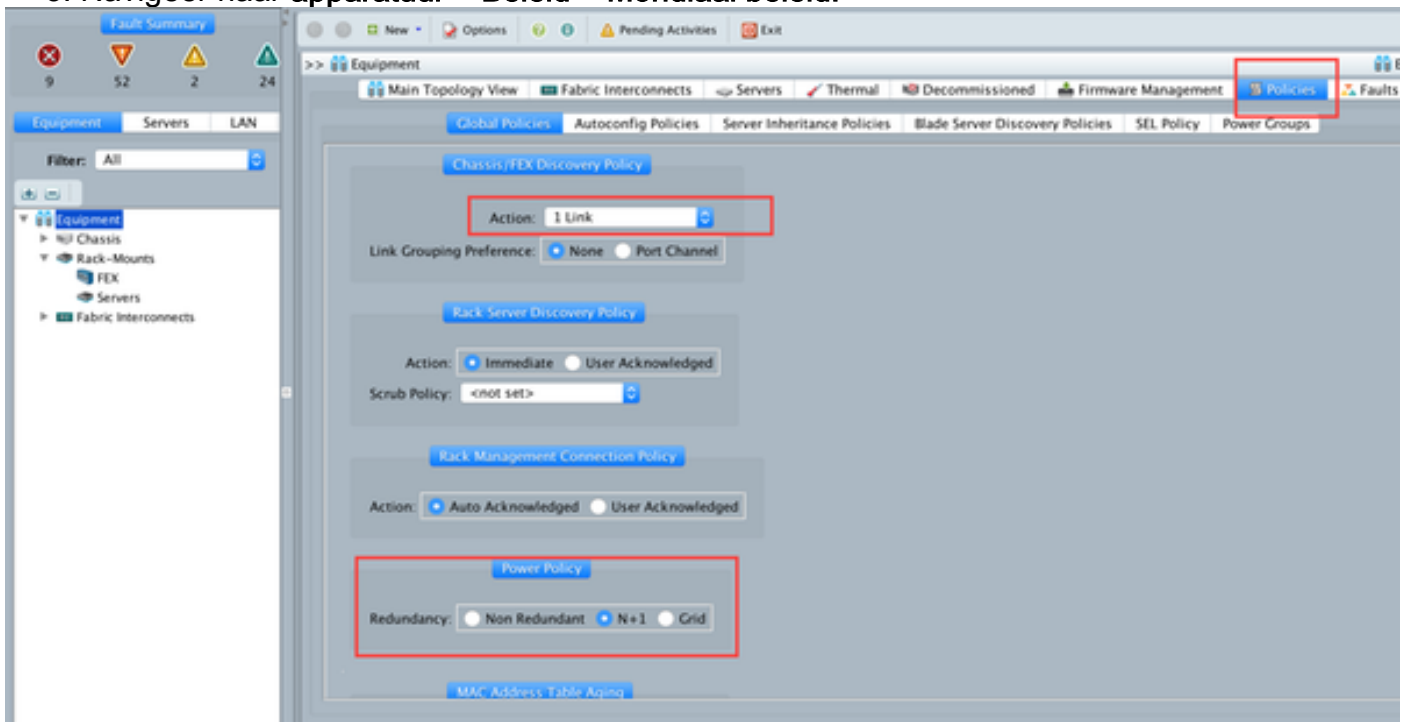 Fault Summary
9 52 2 24
New Options Pending Activities Exit
>> Equipment
Main Topology View Fabric Interconnects Servers Thermal Decommissioned Firmware Management Policies Faults
Equipment Servers LAN
Global Policies Autoconfig Policies Server Inheritance Policies Blade Server Discovery Policies SEL Policy Power Groups
Filter: All
Equipment
Chassis
Rack-Mounts
FEX
Servers
Fabric Interconnects
Chassis/FEX Discovery Policy
Action: 1 Link
Link Grouping Preference: None Port Channel
Rack Server Discovery Policy
Action: Immediate User Acknowledged
Scrub Policy: <not set>
Rack Management Connection Policy
Action: Auto Acknowledged User Acknowledged
Power Policy
Redundancy: Non Redundant N+1 Grid
MAC Address Table Aging